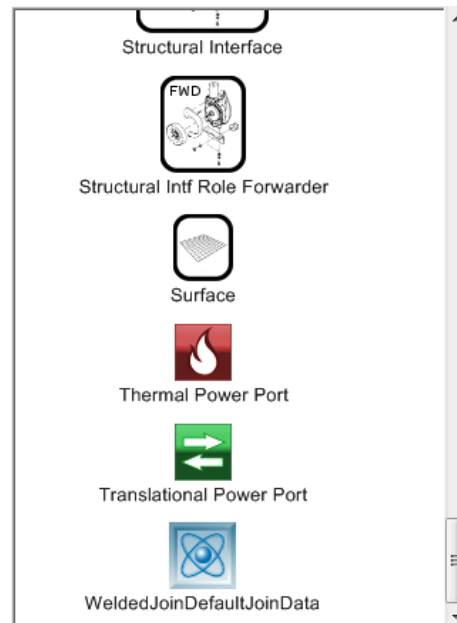 Structural Interface
FWD
Structural Intf Role Forwarder
Surface
Thermal Power Port
Translational Power Port
WeldedJoinDefaultJoinData